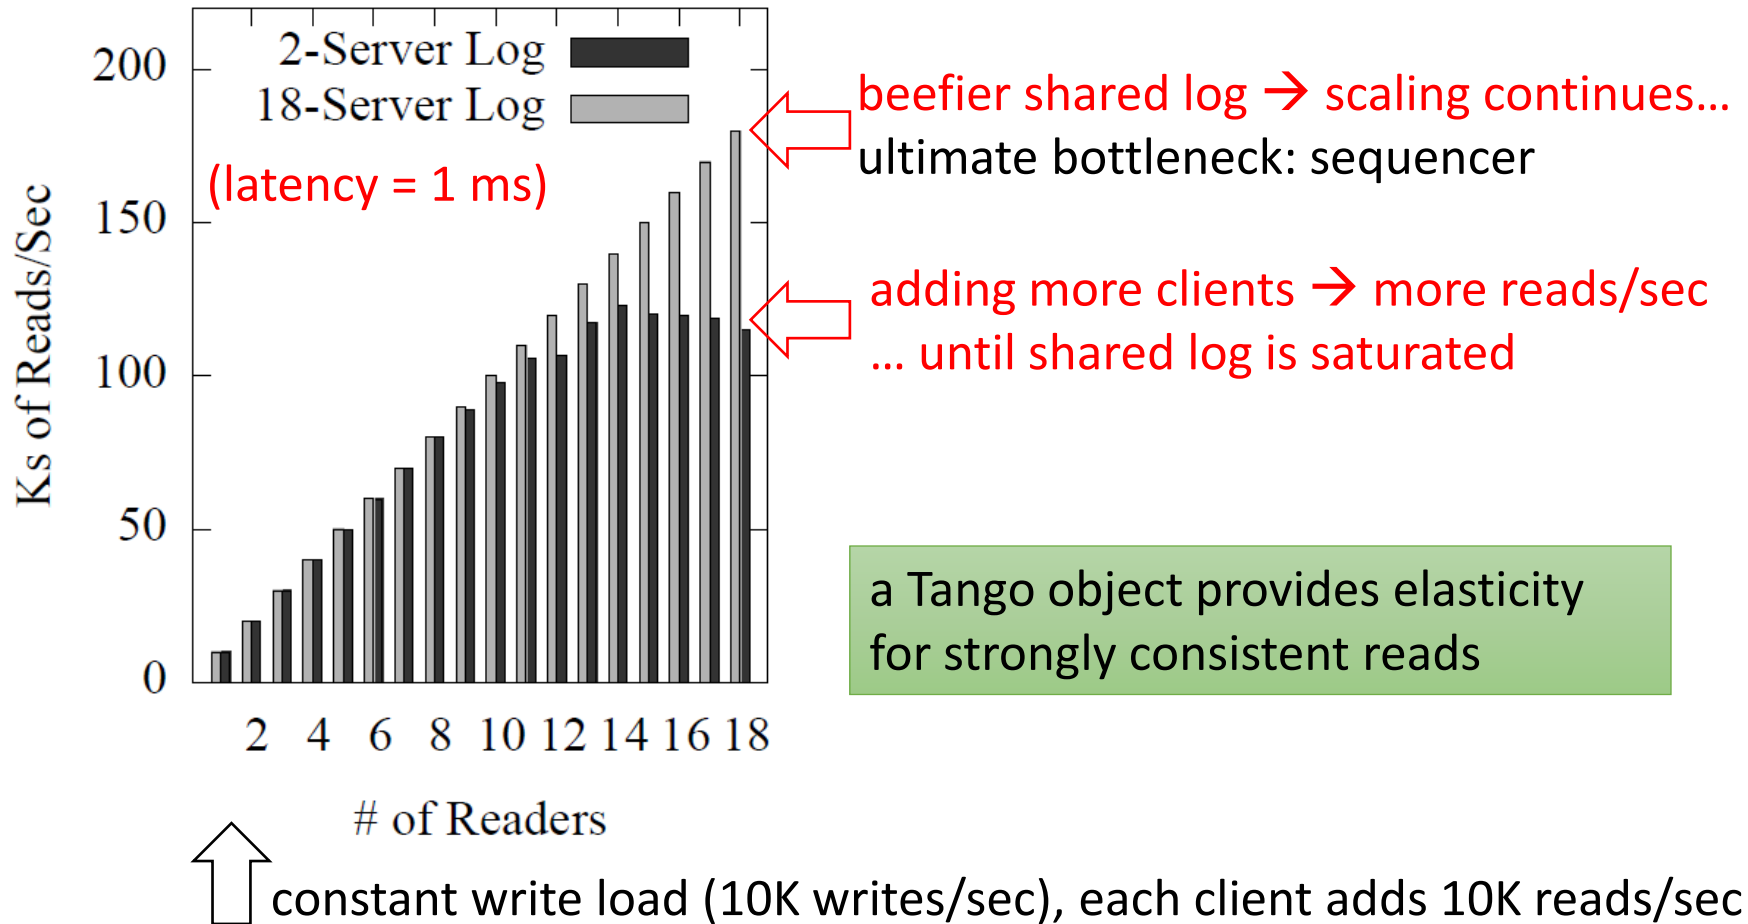 200
150
100
50
0
Ks of Reads/Sec
2-Server Log
18-Server Log
(latency = 1 ms)
2 4 6 8 10 12 14 16 18
# of Readers
beefier shared log → scaling continues…
ultimate bottleneck: sequencer
adding more clients → more reads/sec
… until shared log is saturated
a Tango object provides elasticity
for strongly consistent reads
constant write load (10K writes/sec), each client adds 10K reads/sec